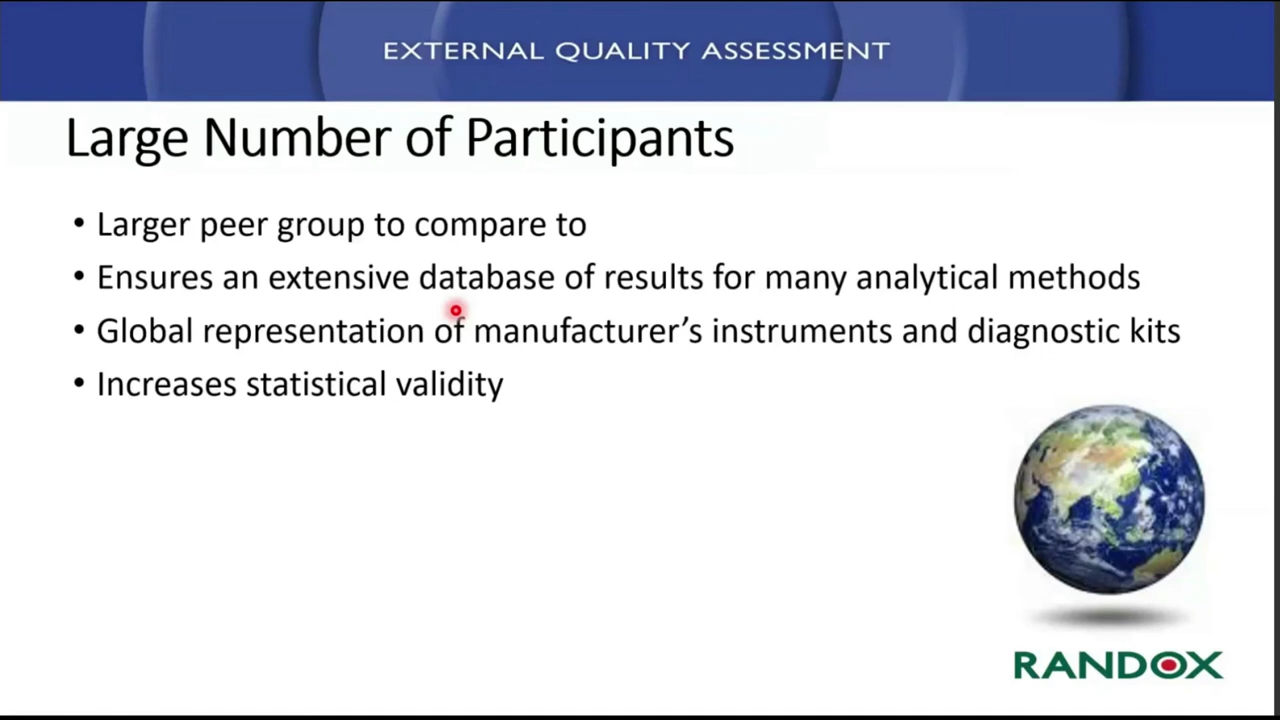 EXTERNAL QUALITY ASSESSMENT
Large Number of Participants
• Larger peer group to compare to
• Ensures an extensive database of results for many analytical methods
• Global representation of manufacturer’s instruments and diagnostic kits
• Increases statistical validity
RANDOX